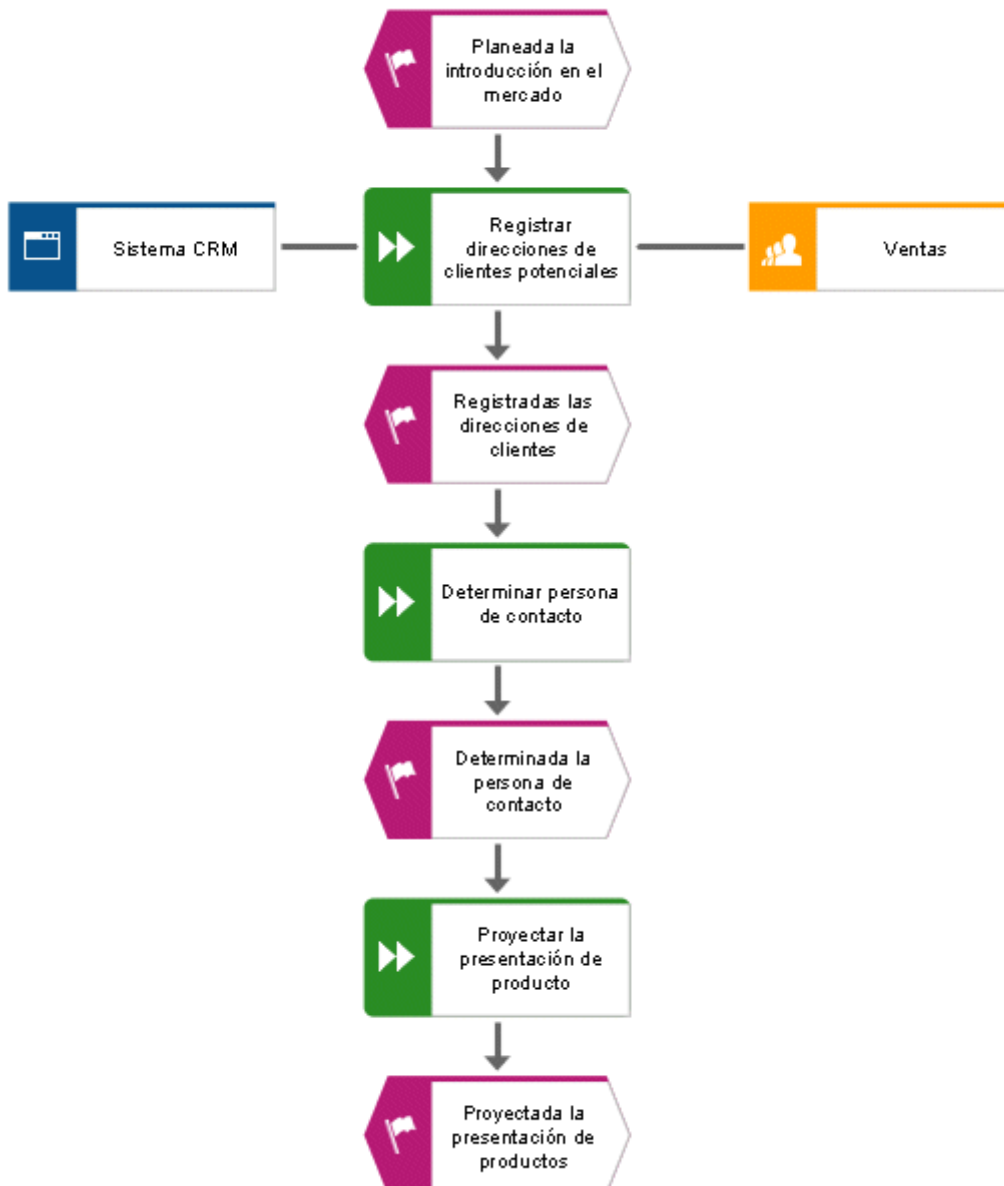 Planeada la
introducción en el
mercado
Sistema CRM
Registrar
direcciones de
clientes potenciales
Ventas
Registradas las
direcciones de
clientes
Determinar persona
de contacto
Determinada la
persona de
contacto
Proyectar la
presentación de
producto
Proyectada la
presentación de
productos